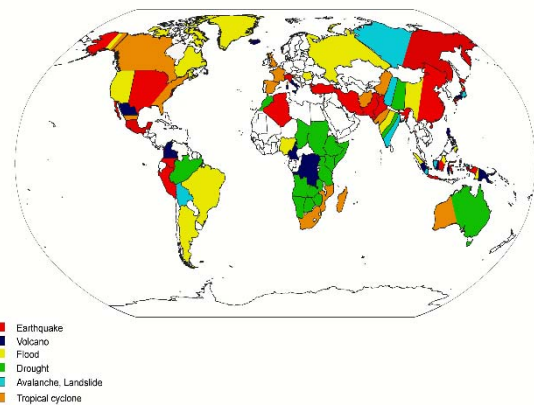 Earthquake
Volcano
Flood
Drought
Avalanche, Landslide
Tropical cyclone